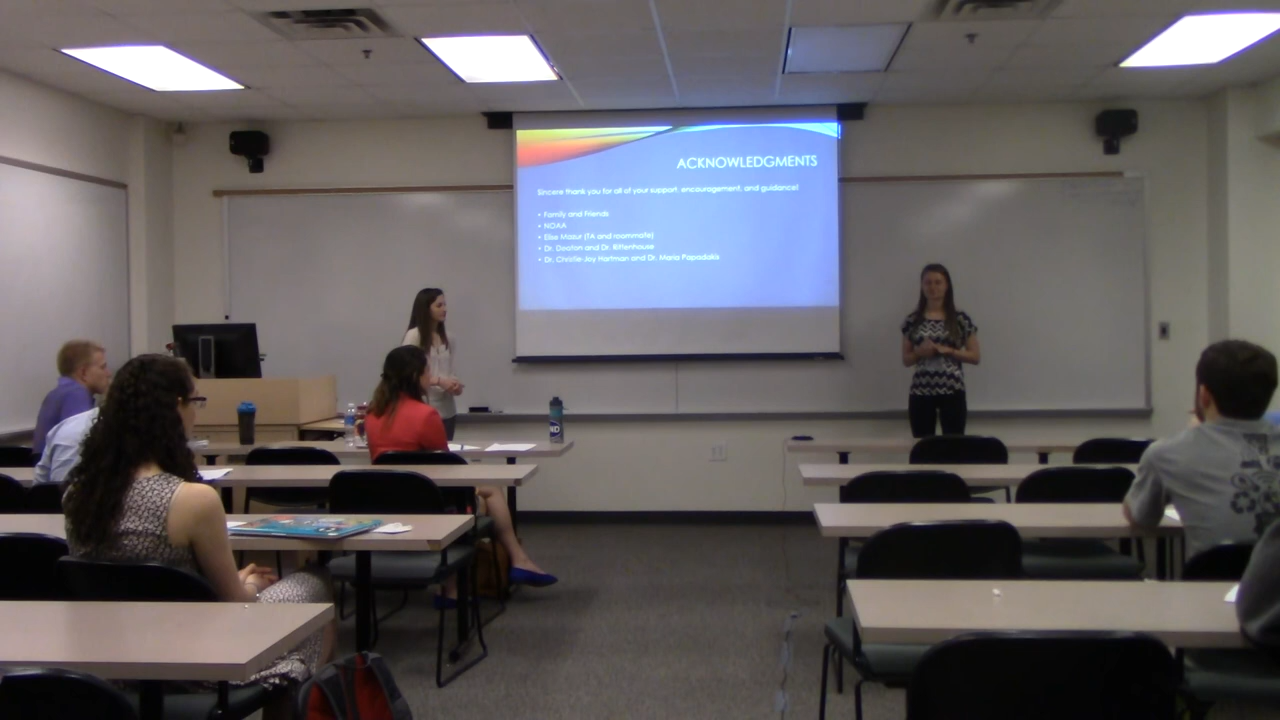 ACKNOWLEDGMENTS
Sincere thank you for all of your support, encouragement, and guidance!
• Family and Friends
• NOAA
• Elise Mazur (TA and roommate)
• Dr. and Dr. Rittenhouse
• Dr. Christie-Joy Hartman and Dr. Maria Papadakis